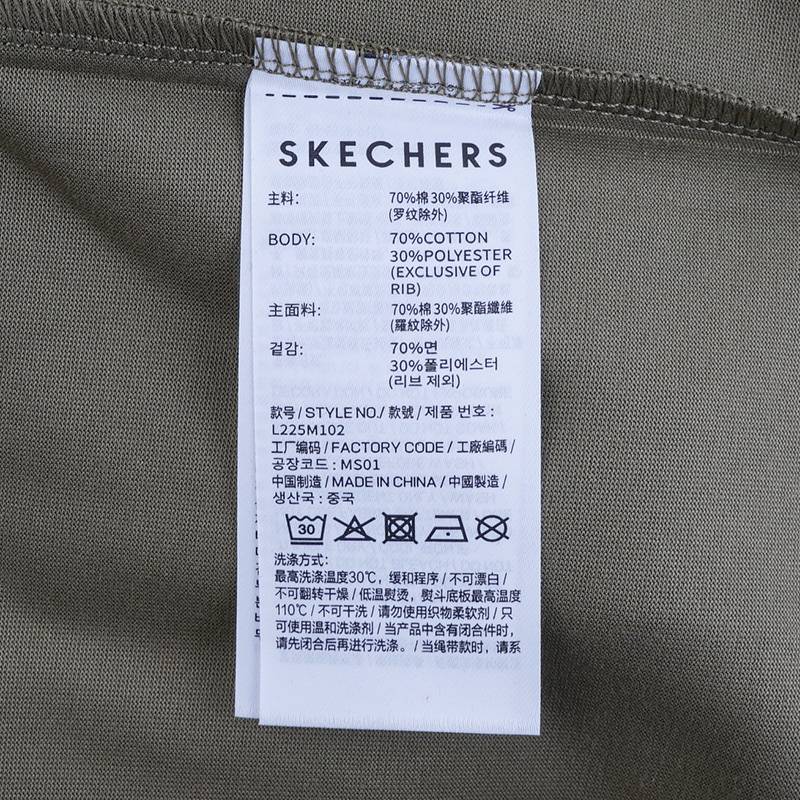 SKECHERS
主料: 70%棉30%聚酯纤维
(罗纹除外)
BODY: 70%COTTON
30%POLYESTER
(EXCLUSIVE OF
RIB)
主面料: 70%棉30%聚酯纖維
(羅紋除外)
겉감: 70%면
30%폴리에스터
(리브 제외)
款号 / STYLE NO./ 款號 / 제품 번호 :
L225M102
工厂编码 / FACTORY CODE / 工廠編碼 /
공장코드 : MS01
中国制造 / MADE IN CHINA / 中國製造 /
생산국 : 중국
30
洗涤方式:
最高洗涤温度30℃，缓和程序 / 不可漂白 /
不可翻转干燥 / 低温熨烫，熨斗底板最高温度
110℃ / 不可干洗 / 请勿使用织物柔软剂 / 只
可使用温和洗涤剂 / 当产品中含有闭合件时，
请先闭合后再进行洗涤。/ 当绳带款时，请系